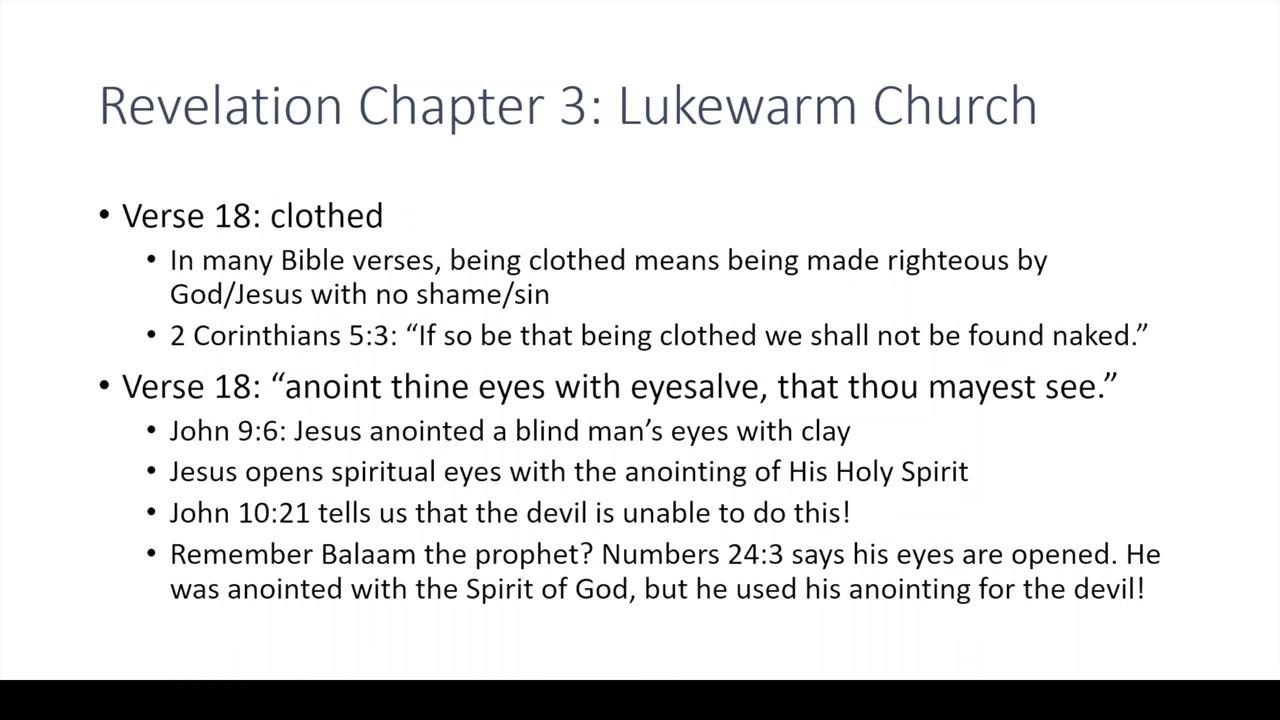 Revelation Chapter 3: Lukewarm Church
• Verse 18: clothed
• In many Bible verses, being clothed means being made righteous by
God/Jesus with no shame/sin
• 2 Corinthians 5:3: “If so be that being clothed we shall not be found naked.”
• Verse 18: “anoint thine eyes with eyesalve, that thou mayest see.”
• John 9:6: Jesus anointed a blind man’s eyes with clay
• Jesus opens spiritual eyes with the anointing of His Holy Spirit
• John 10:21 tells us that the devil is unable to do this!
• Remember Balaam the prophet? Numbers 24:3 says his eyes are opened. He
was anointed with the Spirit of God, but he used his anointing for the devil!